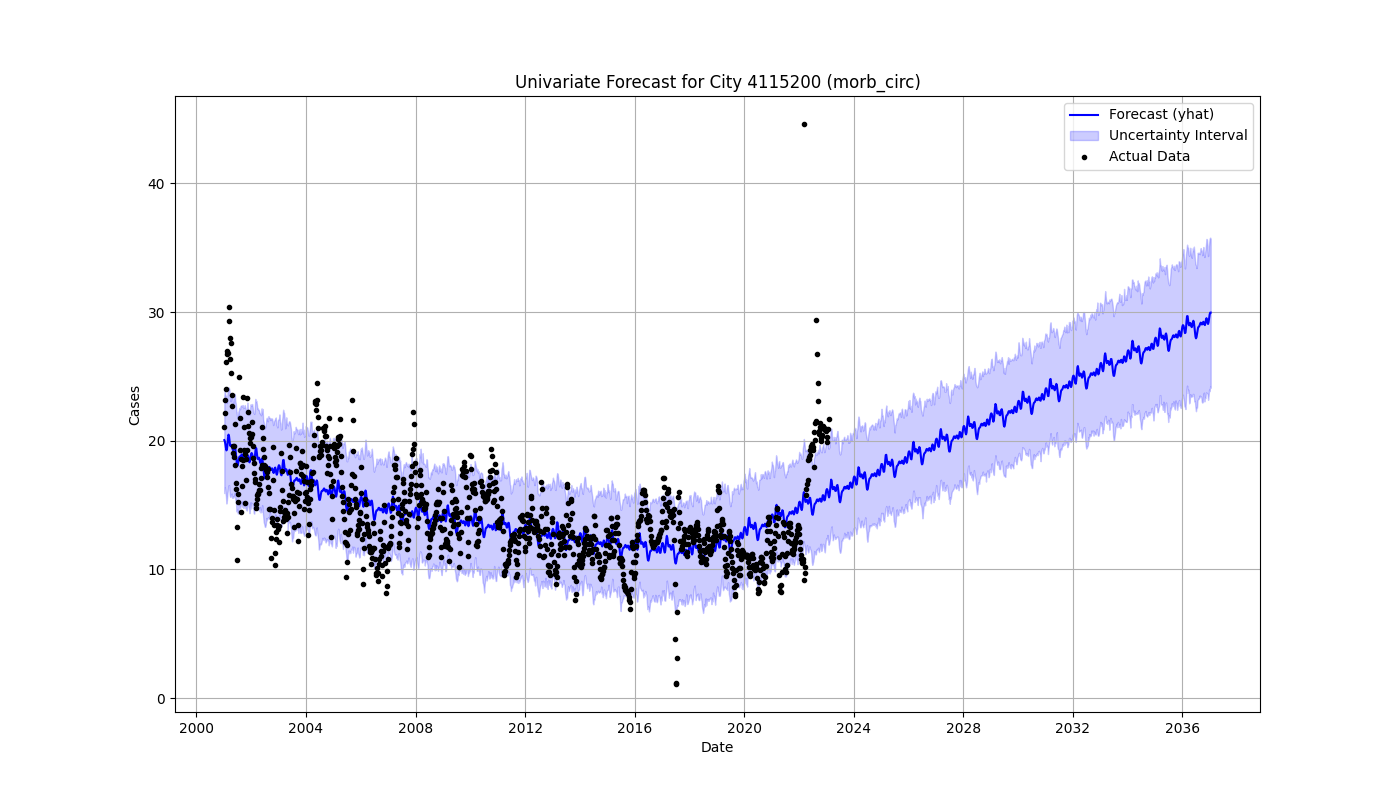 Univariate Forecast for City 4115200 (morb_circ)
Forecast (yhat)
Uncertainty Interval
Actual Data
Cases
40
30
20
10
0
2000 2004 2008 2012 2016 2020 2024 2028 2032 2036
Date